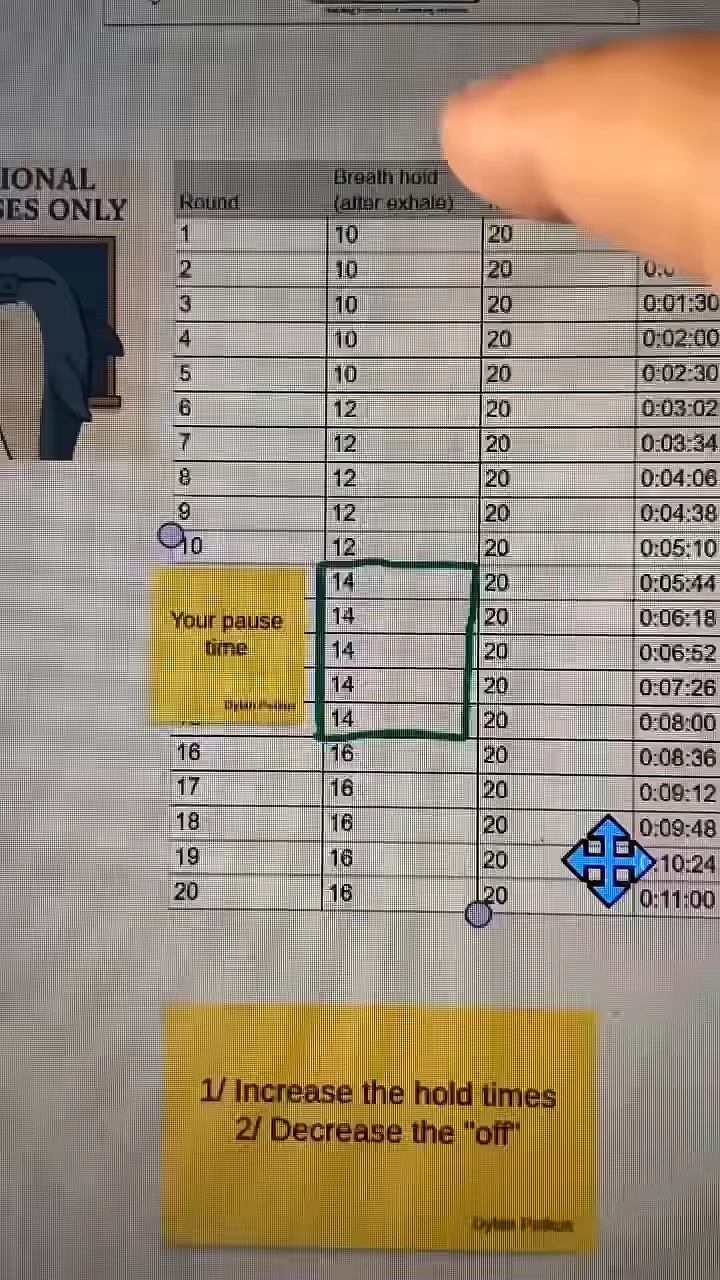 IONAL
ES ONLY
Round Breath hold (after exhale)
1 10 20
2 10 20
3 10 20 0:01:30
4 10 20 0:02:00
5 10 20 0:02:30
6 12 20 0:03:02
7 12 20 0:03:34
8 12 20 0:04:06
9 12 20 0:04:38
10 12 20 0:05:10
14 20 0:05:44
14 20 0:06:18
14 20 0:06:52
14 20 0:07:26
14 20 0:08:00
Your pause
time
16 16 20 0:08:36
17 16 20 0:09:12
18 16 20 0:09:48
19 16 20 :10:24
20 16 20 0:11:00
1/ Increase the hold times
2/ Decrease the "off"
Dylan